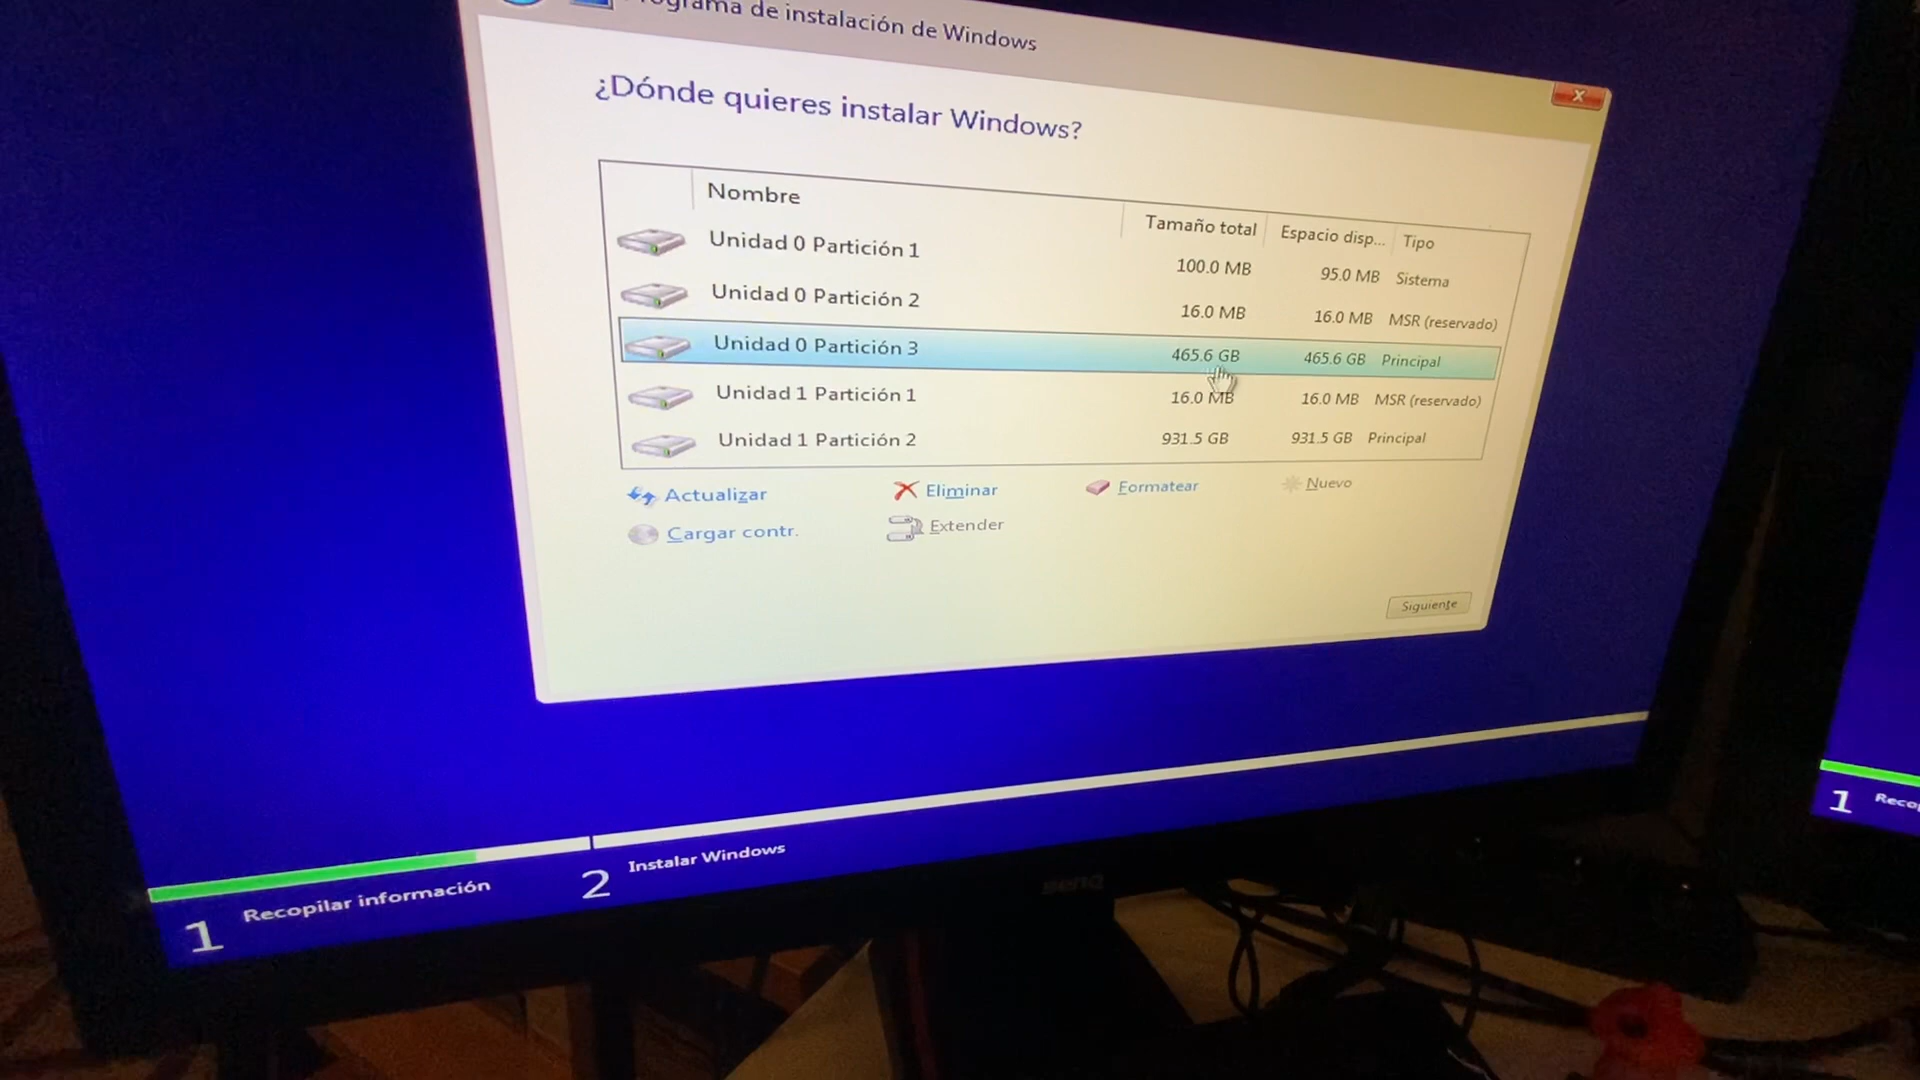 Programa de instalación de Windows
¿Dónde quieres instalar Windows?
Nombre Tamaño total Espacio disp... Tipo
Unidad 0 Partición 1 100.0 MB 95.0 MB Sistema
Unidad 0 Partición 2 16.0 MB 16.0 MB MSR (reservado)
Unidad 0 Partición 3 465.6 GB 465.6 GB Principal
Unidad 1 Partición 1 16.0 MB 16.0 MB MSR (reservado)
Unidad 1 Partición 2 931.5 GB 931.5 GB Principal
Actualizar Eliminar Formatear Nuevo
Cargar contr. Extender
Siguiente
1 Recopilar información 2 Instalar Windows
BenQ
1 Reco